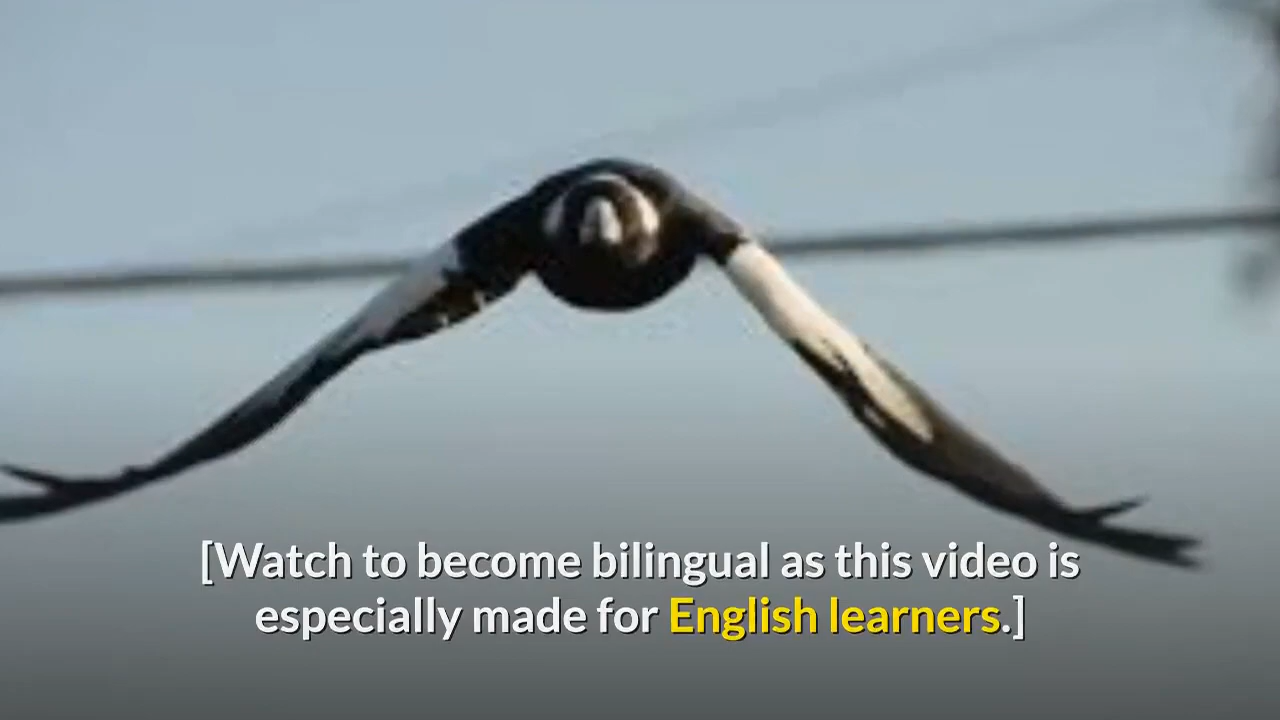 [Watch to become bilingual as this video is
especially made for English learners.]